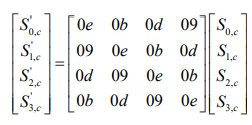 S'0,c = 0e 0b 0d 09 S0,c
S'1,c 09 0e 0b 0d S1,c
S'2,c 0d 09 0e 0b S2,c
S'3,c 0b 0d 09 0e S3,c